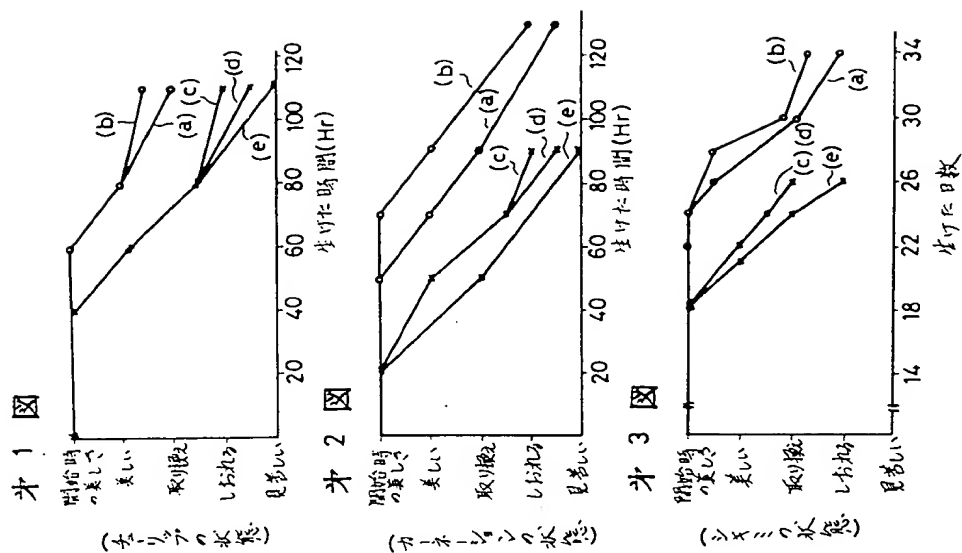 第1図
開始時の美しさ
美しい
取り換え
しおれる
見苦しい
(チューリップの状態)
20
40
60
80
100
120
生けた時間(Hr)
(b)
(a)
(c)
(d)
(e)
第2図
開始時の美しさ
美しい
取り換え
しおれる
見苦しい
(カーネーションの状態)
20
40
60
80
100
120
生けた時間(Hr)
(b)
(a)
(c)
(d)
(e)
第3図
開始時の美しさ
美しい
取り換え
しおれる
見苦しい
(シキミの状態)
14
18
22
26
30
34
生けた日数
(b)
(a)
(c)(d)
(e)